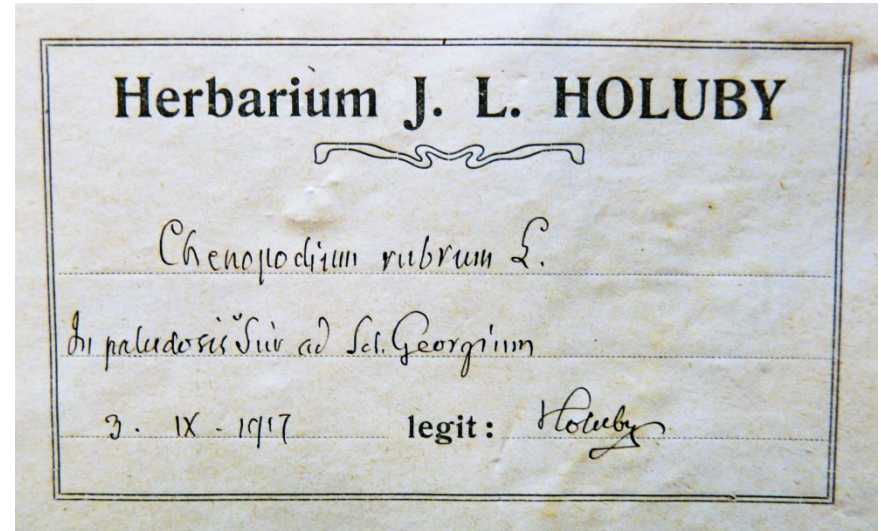 Herbarium J. L. HOLUBY
Chenopodium rubrum L.
In paludosis Šúr ad Sct. Georgium
3. IX. 1917 legit: Holuby